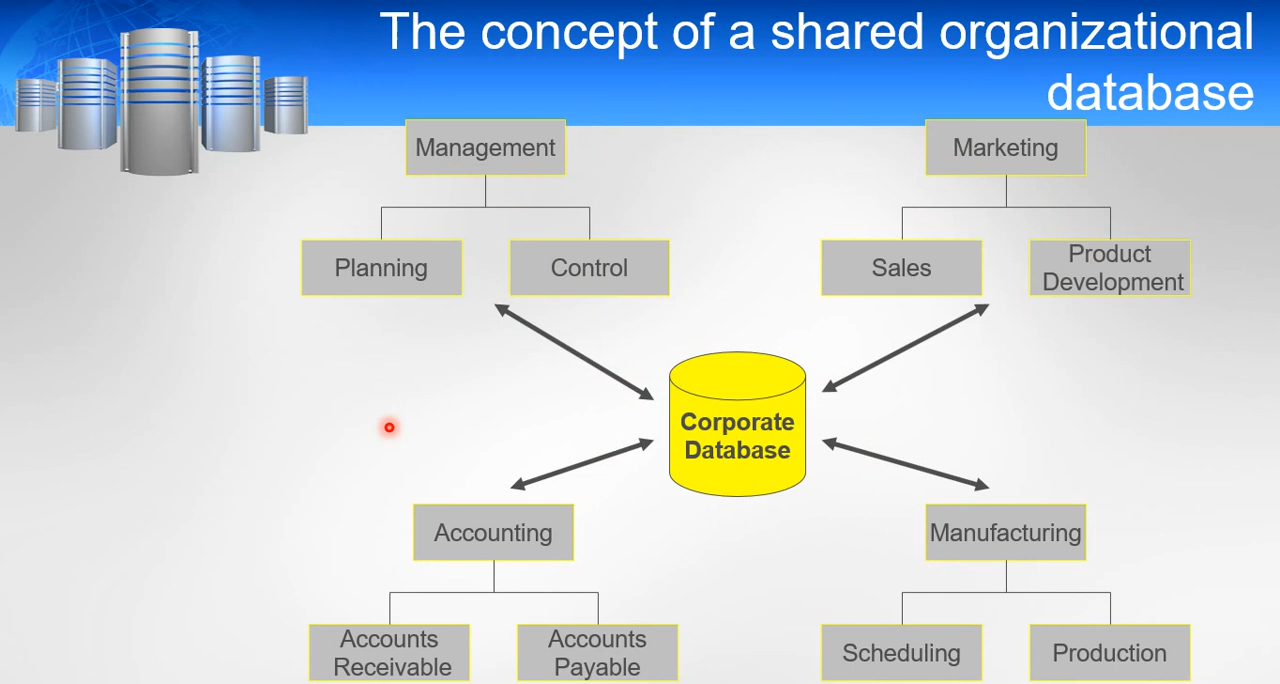 The concept of a shared organizational
database
Management
Marketing
Planning
Control
Sales
Product
Development
Corporate
Database
Accounting
Manufacturing
Accounts
Receivable
Accounts
Payable
Scheduling
Production